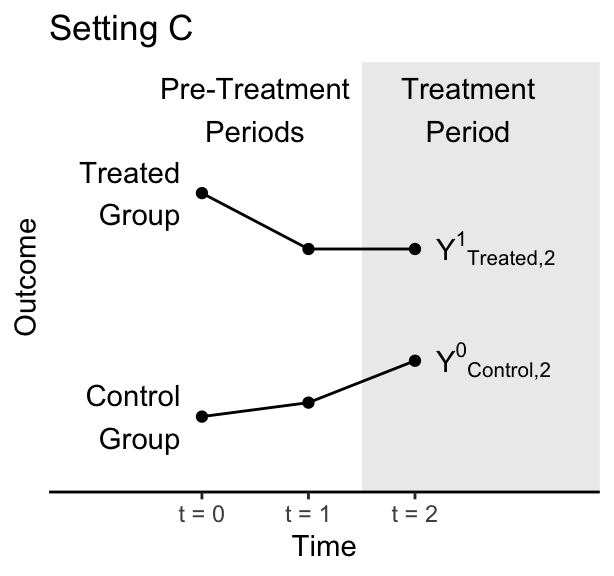 Setting C
Pre-Treatment
Periods
Treatment
Period
Treated
Group
Y¹Treated,2
Y⁰Control,2
Control
Group
Outcome
t = 0
t = 1
t = 2
Time